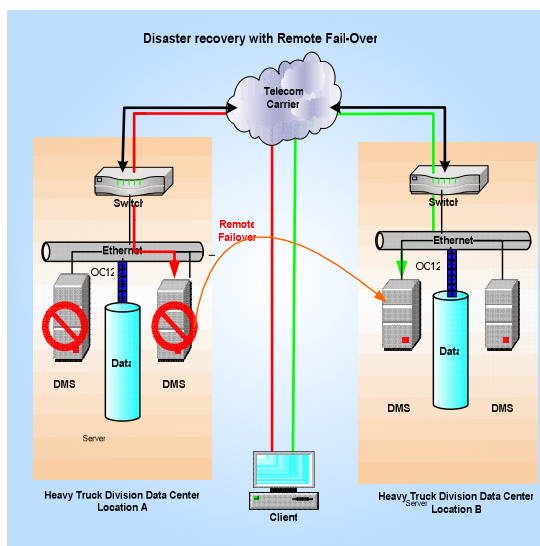 Disaster recovery with Remote Fail-Over
Telecom
Carrier
Switch
Switch
Remote
Failover
Ethernet
Ethernet
OC12
OC12
Data
Data
DMS
DMS
DMS
DMS
Server
Server
Heavy Truck Division Data Center
Location A
Heavy Truck Division Data Center
Location B
Client